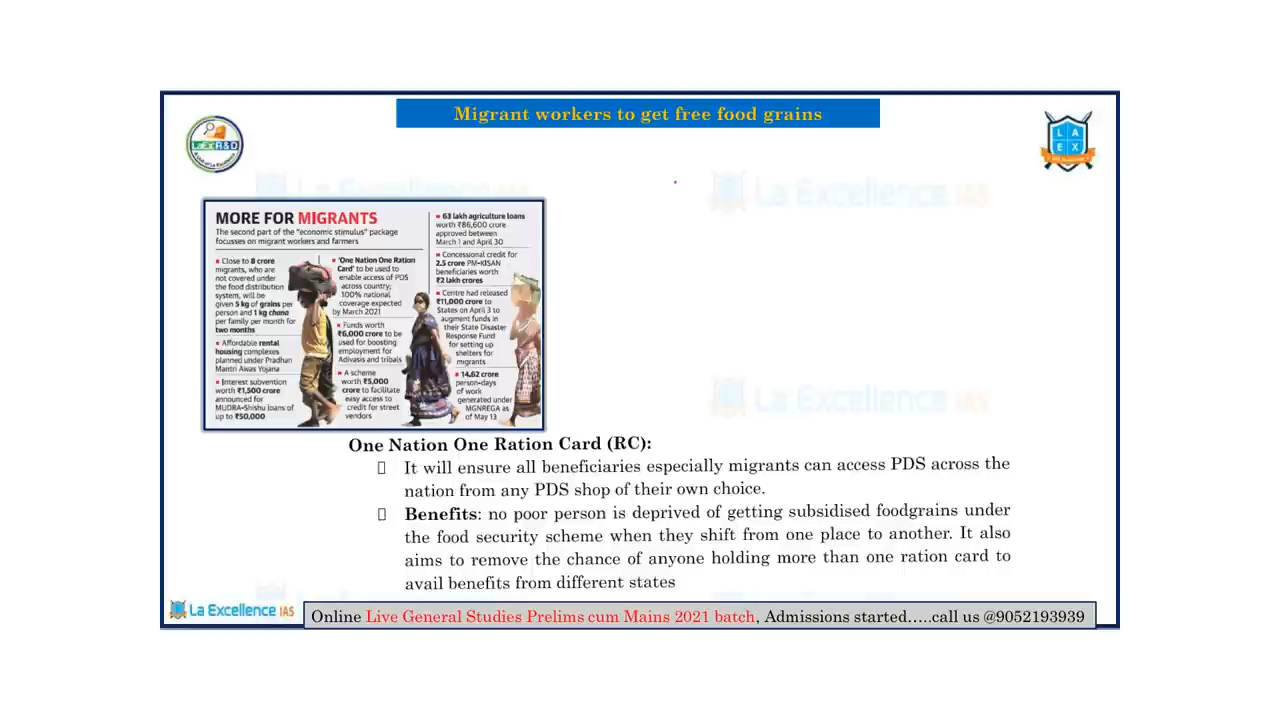 Migrant workers to get free food grains
LaEx R&D
L A
E X
La Excellence IAS
La Excellence IAS
MORE FOR MIGRANTS
The second part of the "economic stimulus" package
focusses on migrant workers and farmers
▪ Close to 8 crore
migrants, who are
not covered under
the food distribution
system, will be
given 5 kg of grains per
person and 1 kg chana
per family per month for
two months
▪ Affordable rental
housing complexes
planned under Pradhan
Mantri Awas Yojana
▪ Interest subvention
worth ₹1,500 crore
announced for
MUDRA-Shishu loans of
up to ₹50,000
▪ 'One Nation One Ration
Card' to be used to
enable access of PDS
across country;
100% national
coverage expected
by March 2021
▪ Funds worth
₹6,000 crore to be
used for boosting
employment for
Adivasis and tribals
▪ A scheme
worth ₹5,000
crore to facilitate
easy access to
credit for street
vendors
▪ 63 lakh agriculture loans
worth ₹86,600 crore
approved between
March 1 and April 30
▪ Concessional credit for
2.5 crore PM-KISAN
beneficiaries worth
₹2 lakh crores
▪ Centre had released
₹11,000 crore to
States on April 3 to
augment funds in
their State Disaster
Response Fund
for setting up
shelters for
migrants
▪ 14.62 crore
person-days
of work
generated under
MGNREGA as
of May 13
La Excellence IAS
One Nation One Ration Card (RC):
It will ensure all beneficiaries especially migrants can access PDS across the
nation from any PDS shop of their own choice.
Benefits: no poor person is deprived of getting subsidised foodgrains under
the food security scheme when they shift from one place to another. It also
aims to remove the chance of anyone holding more than one ration card to
avail benefits from different states
La Excellence IAS
Online Live General Studies Prelims cum Mains 2021 batch, Admissions started…..call us @9052193939